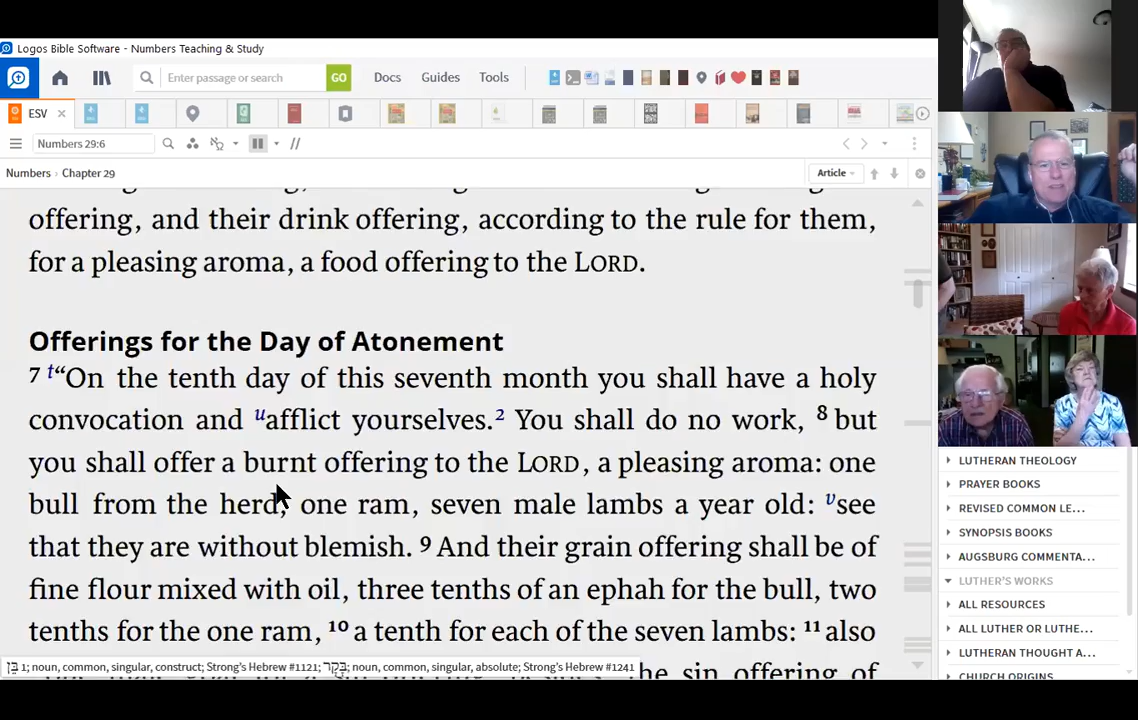 Logos Bible Software - Numbers Teaching & Study
Enter passage or search GO Docs Guides Tools
ESV
Numbers 29:6
Numbers › Chapter 29 Article
offering, and their drink offering, according to the rule for them,
for a pleasing aroma, a food offering to the LORD.
Offerings for the Day of Atonement
7 t“On the tenth day of this seventh month you shall have a holy
convocation and uafflict yourselves.2 You shall do no work, 8 but
you shall offer a burnt offering to the LORD, a pleasing aroma: one
bull from the herd, one ram, seven male lambs a year old: vsee
that they are without blemish. 9 And their grain offering shall be of
fine flour mixed with oil, three tenths of an ephah for the bull, two
tenths for the one ram, 10 a tenth for each of the seven lambs: 11 also
the sin offering of
בֵּן 1; noun, common, singular, construct; Strong's Hebrew #1121; בָּקָר; noun, common, singular, absolute; Strong's Hebrew #1241
LUTHERAN THEOLOGY
PRAYER BOOKS
REVISED COMMON LE...
SYNOPSIS BOOKS
AUGSBURG COMMENTA...
LUTHER'S WORKS
ALL RESOURCES
ALL LUTHER OR LUTHE...
LUTHERAN THOUGHT A...
CHURCH ORIGINS